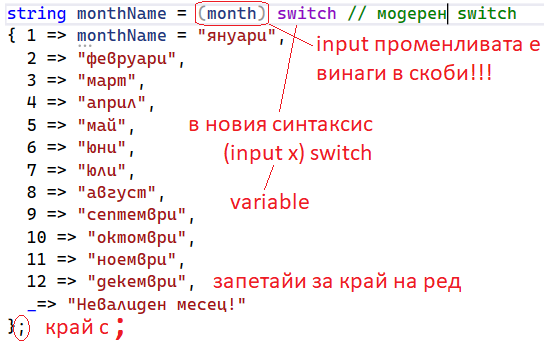 string monthName = (month) switch // модерен switch
{ 1 => monthName = "януари",
input променливата е
винаги в скоби!!!
2 => "февруари",
3 => "март",
4 => "април",
5 => "май",
в новия синтаксис
6 => "юни",
(input x) switch
7 => "юли",
8 => "август",
variable
9 => "септември",
10 => "октомври",
11 => "ноември",
12 => "декември",
запетайи за край на ред
_=> "Невалиден месец!"
};
край с ;